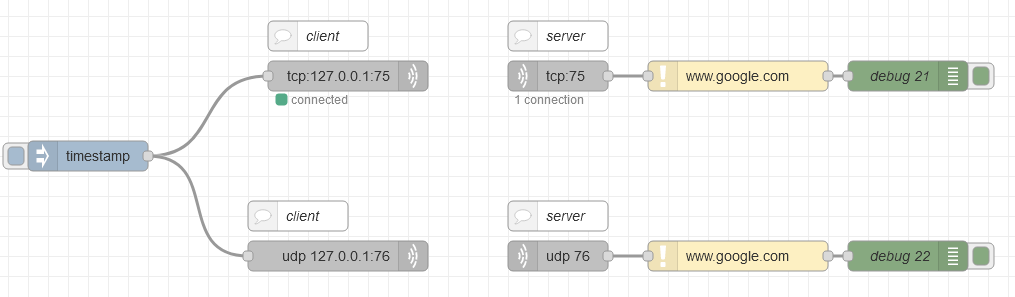 client
server
tcp:127.0.0.1:75
tcp:75
www.google.com
debug 21
connected
1 connection
timestamp
client
server
udp 127.0.0.1:76
udp 76
www.google.com
debug 22